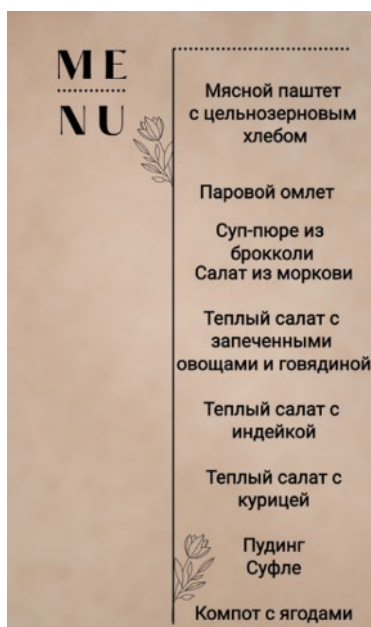 ME
NU
Мясной паштет
с цельнозерновым
хлебом
Паровой омлет
Суп-пюре из
брокколи
Салат из моркови
Теплый салат с
запеченными
овощами и говядиной
Теплый салат с
индейкой
Теплый салат с
курицей
Пудинг
Суфле
Компот с ягодами